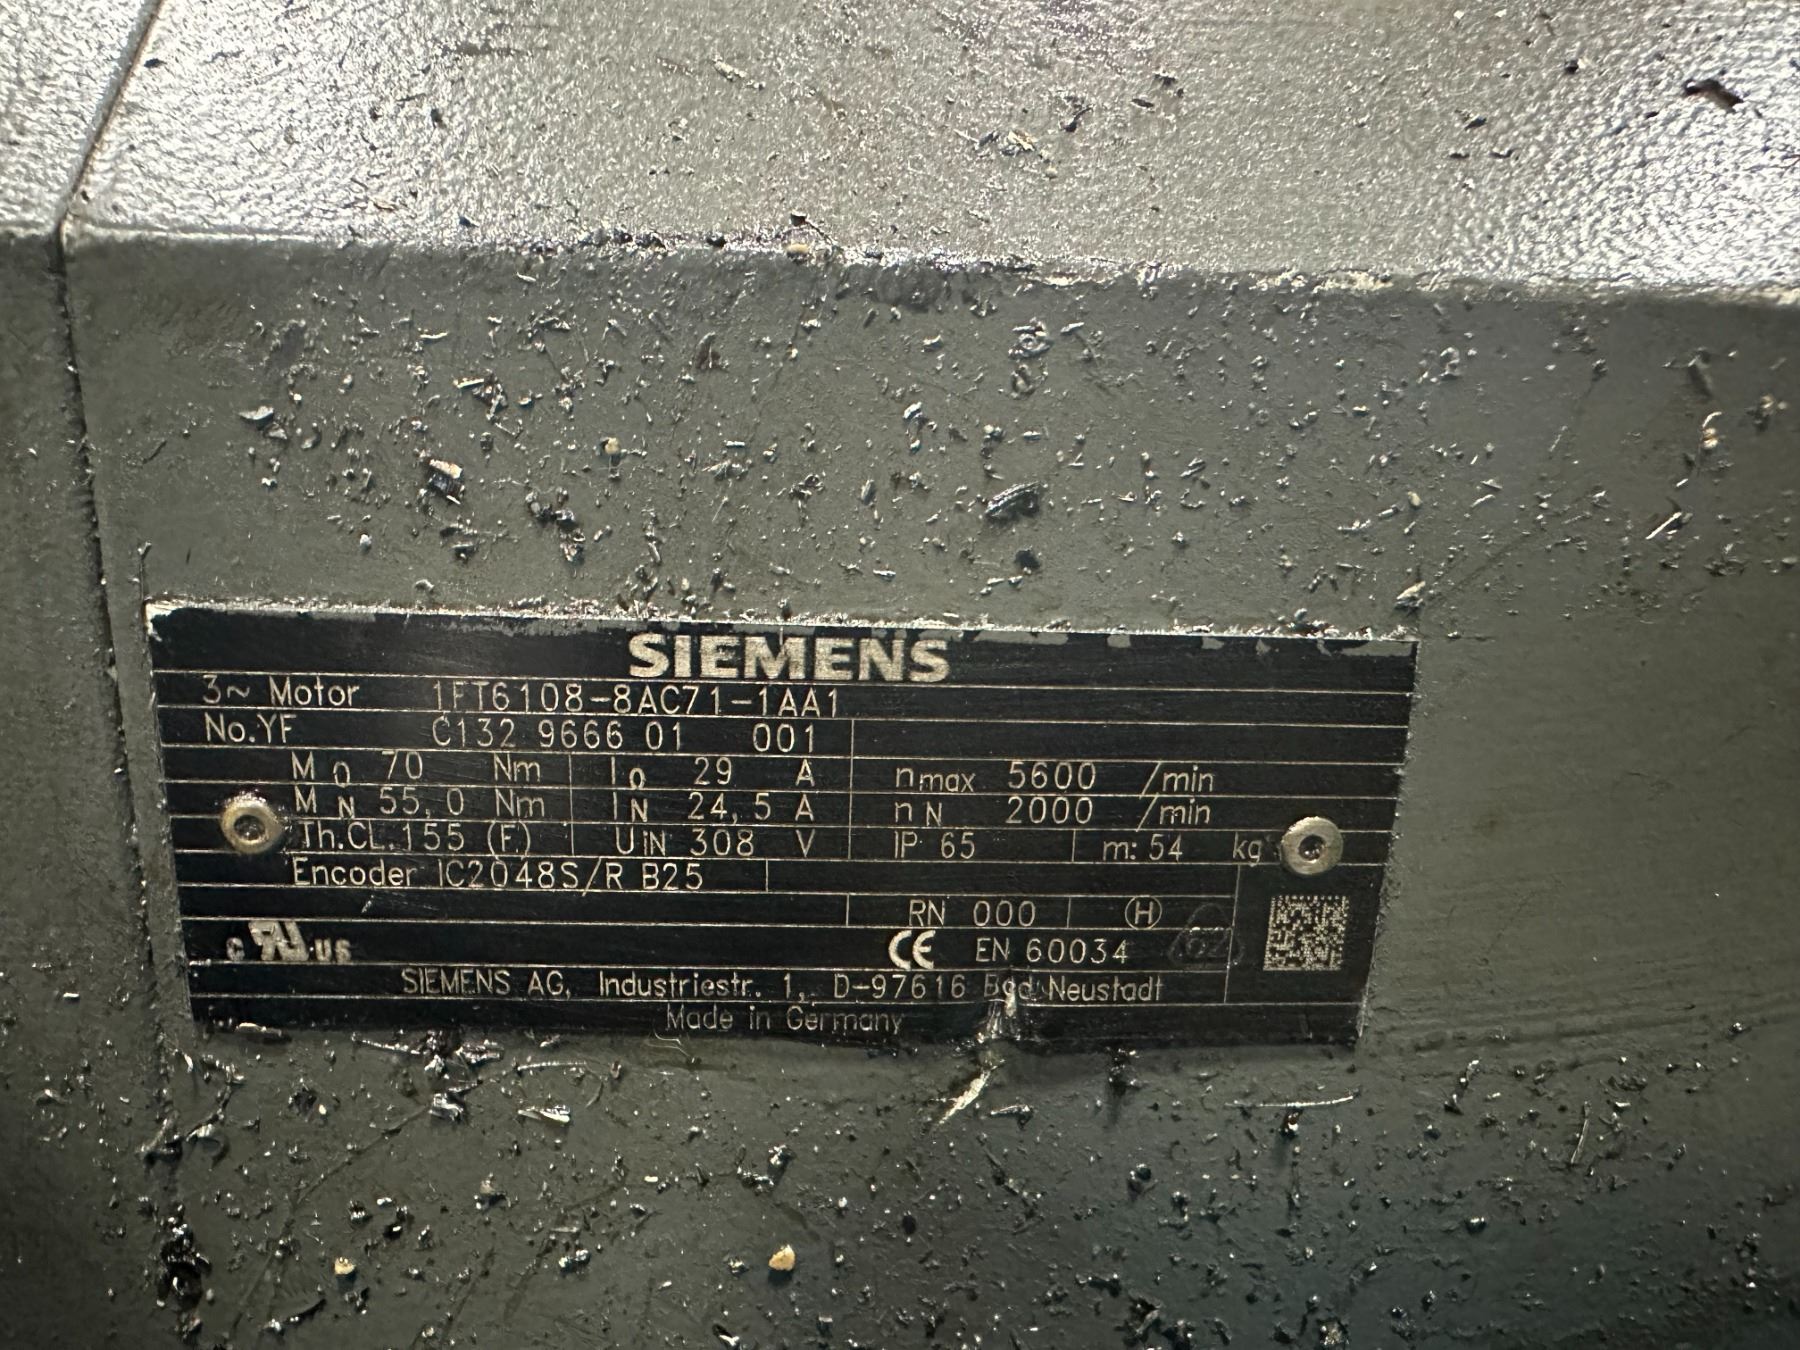 SIEMENS
3~ Motor 1FT6108-8AC71-1AA1
No.YF C132 9666 01 001
M0 70 Nm I0 29 A nmax 5600 /min
MN 55,0 Nm IN 24,5 A nN 2000 /min
Th.CL.155 (F) UIN 308 V IP 65 m: 54 kg
Encoder IC2048S/R B25
RN 000 H
c UR US CE EN 60034 62
SIEMENS AG, Industriestr. 1, D-97616 Bad Neustadt
Made in Germany